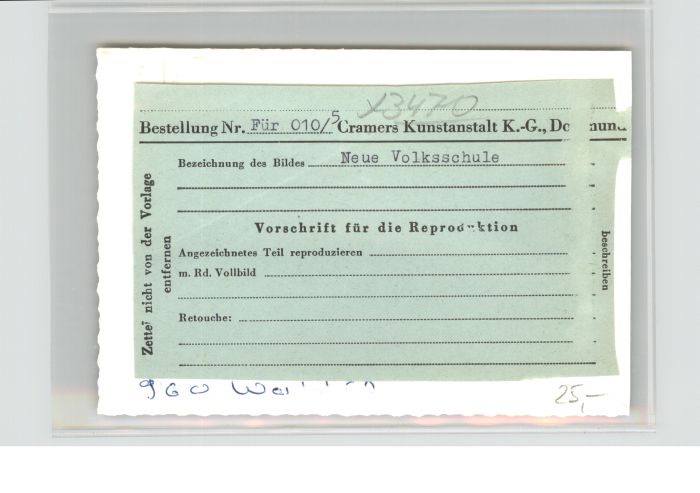 x3470
Bestellung Nr. Für 010/5 Cramers Kunstanstalt K.-G.,
Bezeichnung des Bildes Neue Volksschule
Vorschrift für die Reproduktion
Angezeichnetes Teil reproduzieren
m. Rd. Vollbild
Retouche:
Zettel nicht von der Vorlage
entfernen
beschreiben
960
25,-